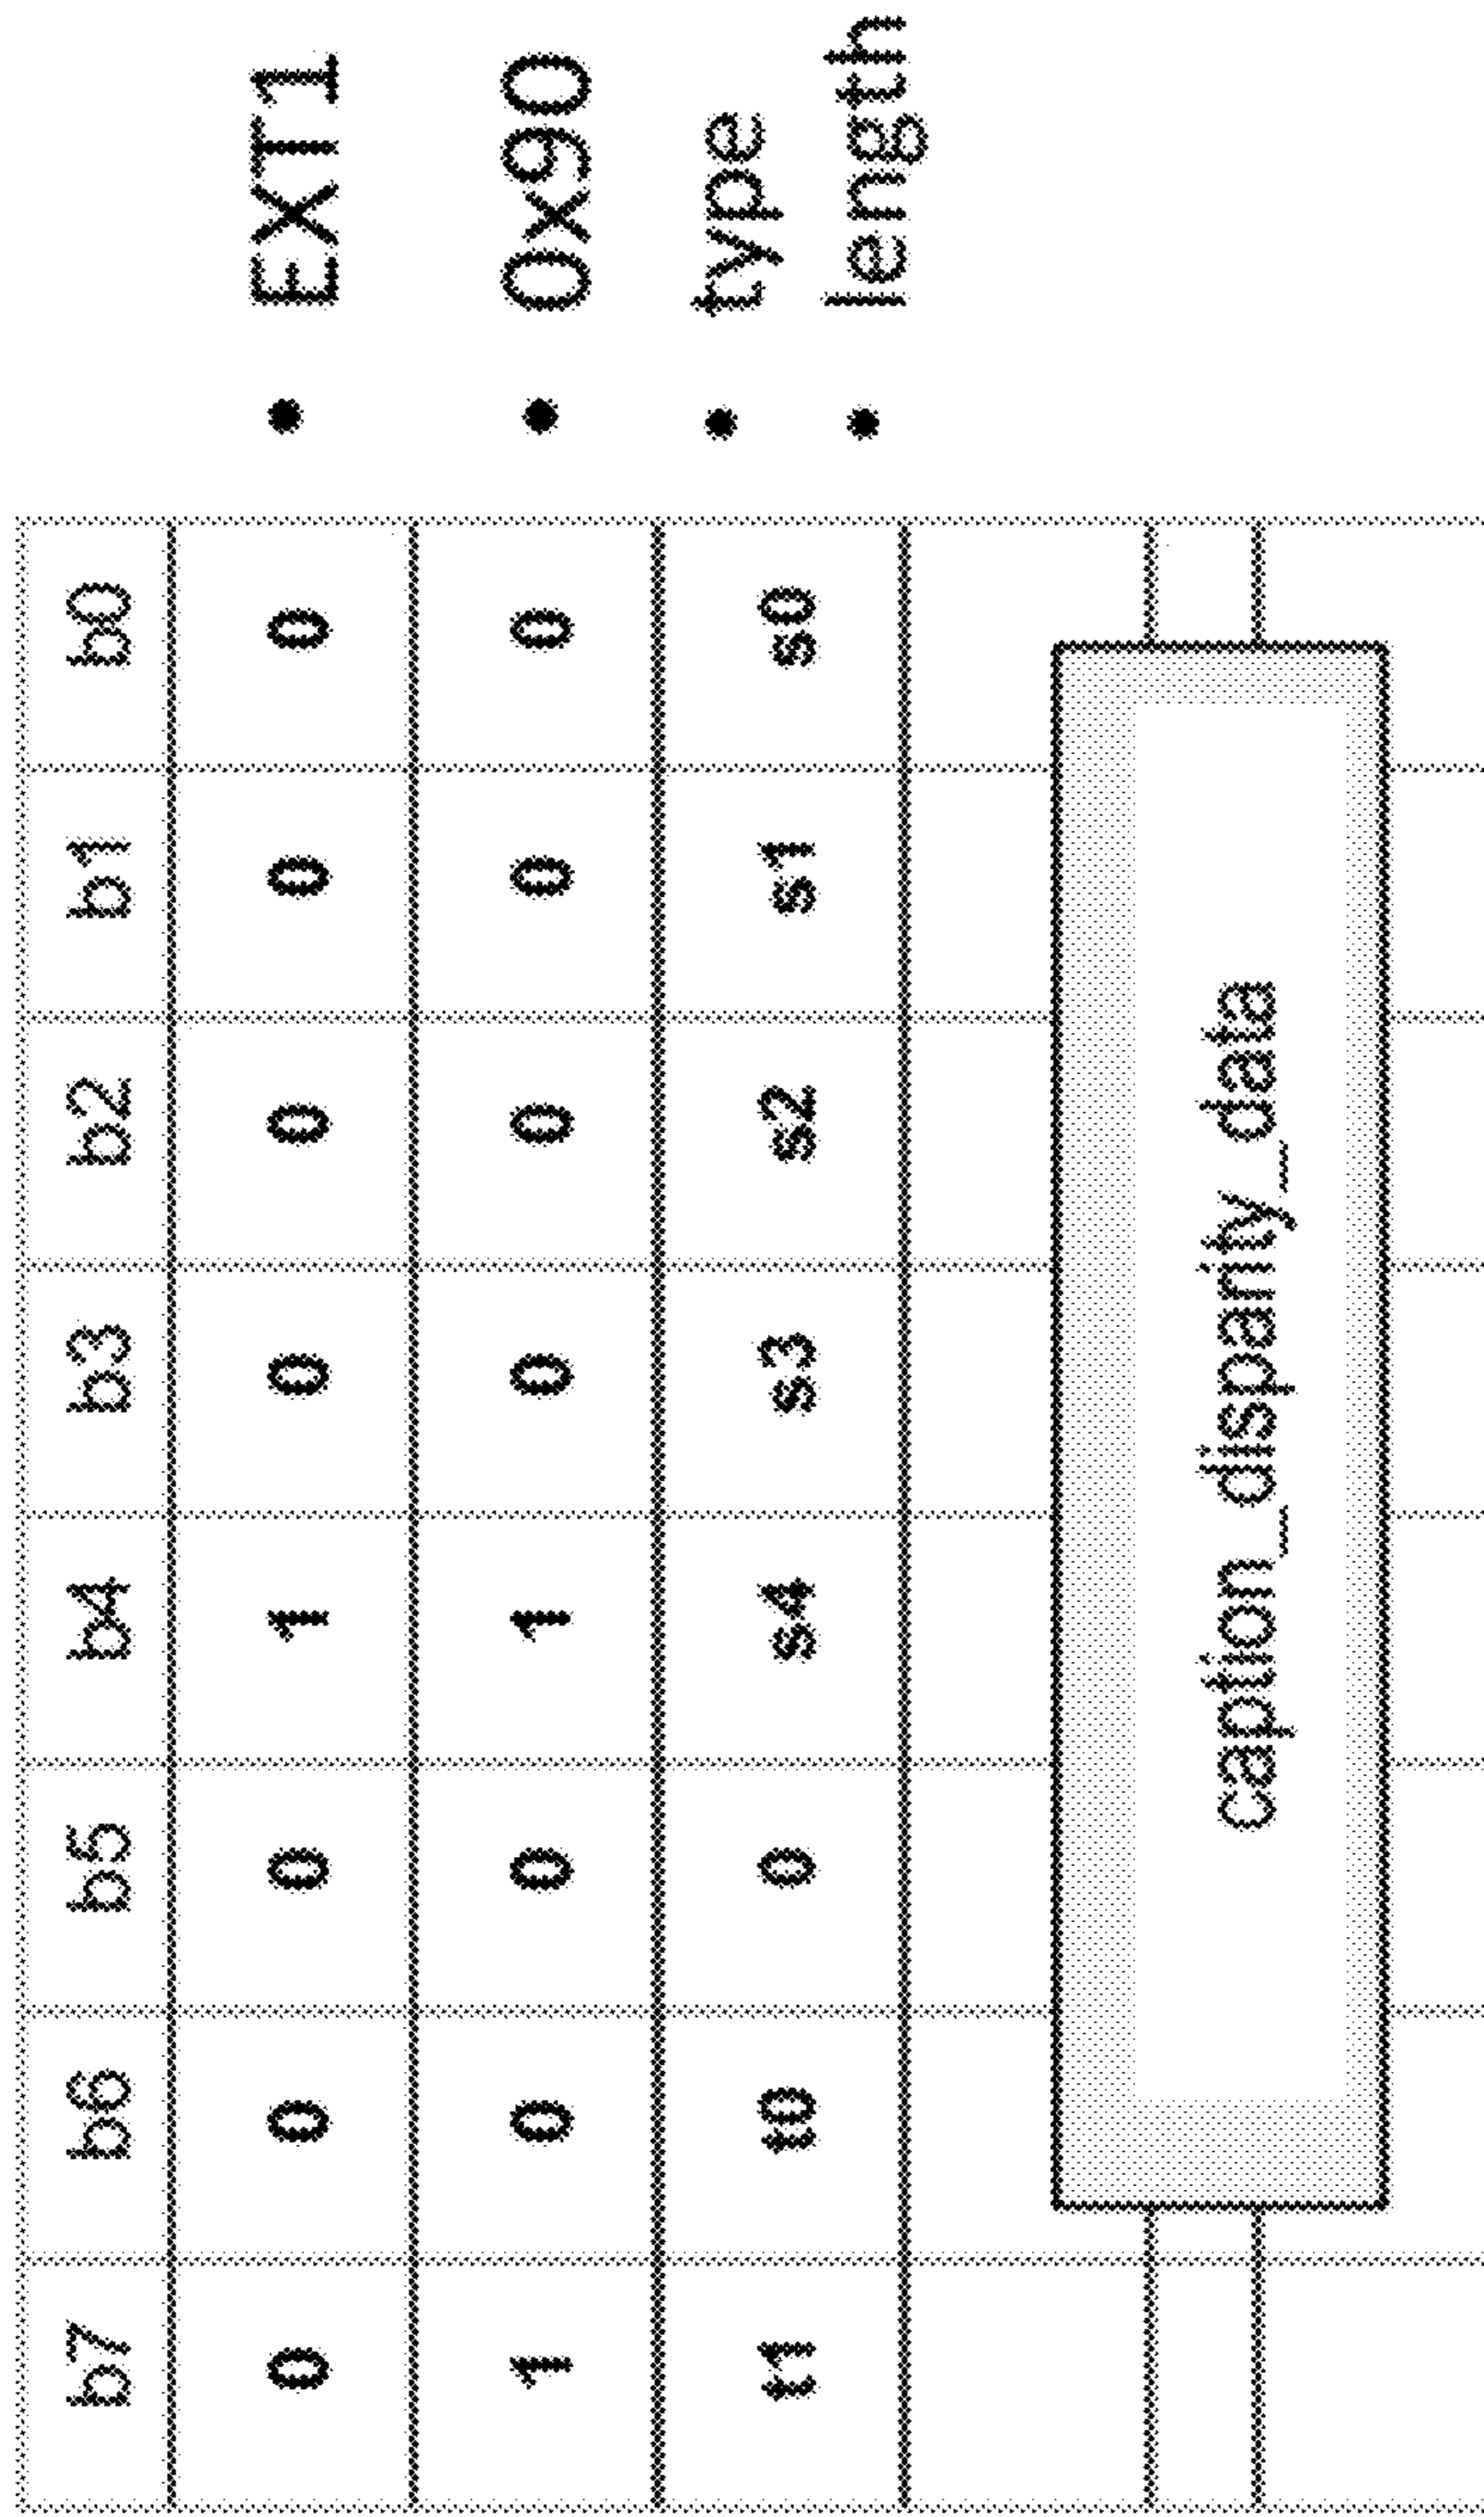 b7 b6 b5 b4 b3 b2 b1 b0
0 0 0 1 0 0 0 0 • EXT1
1 0 0 1 0 0 0 0 • 0x90
t1 t0 0 s4 s3 s2 s1 s0 • type
• length
caption_disparity_data